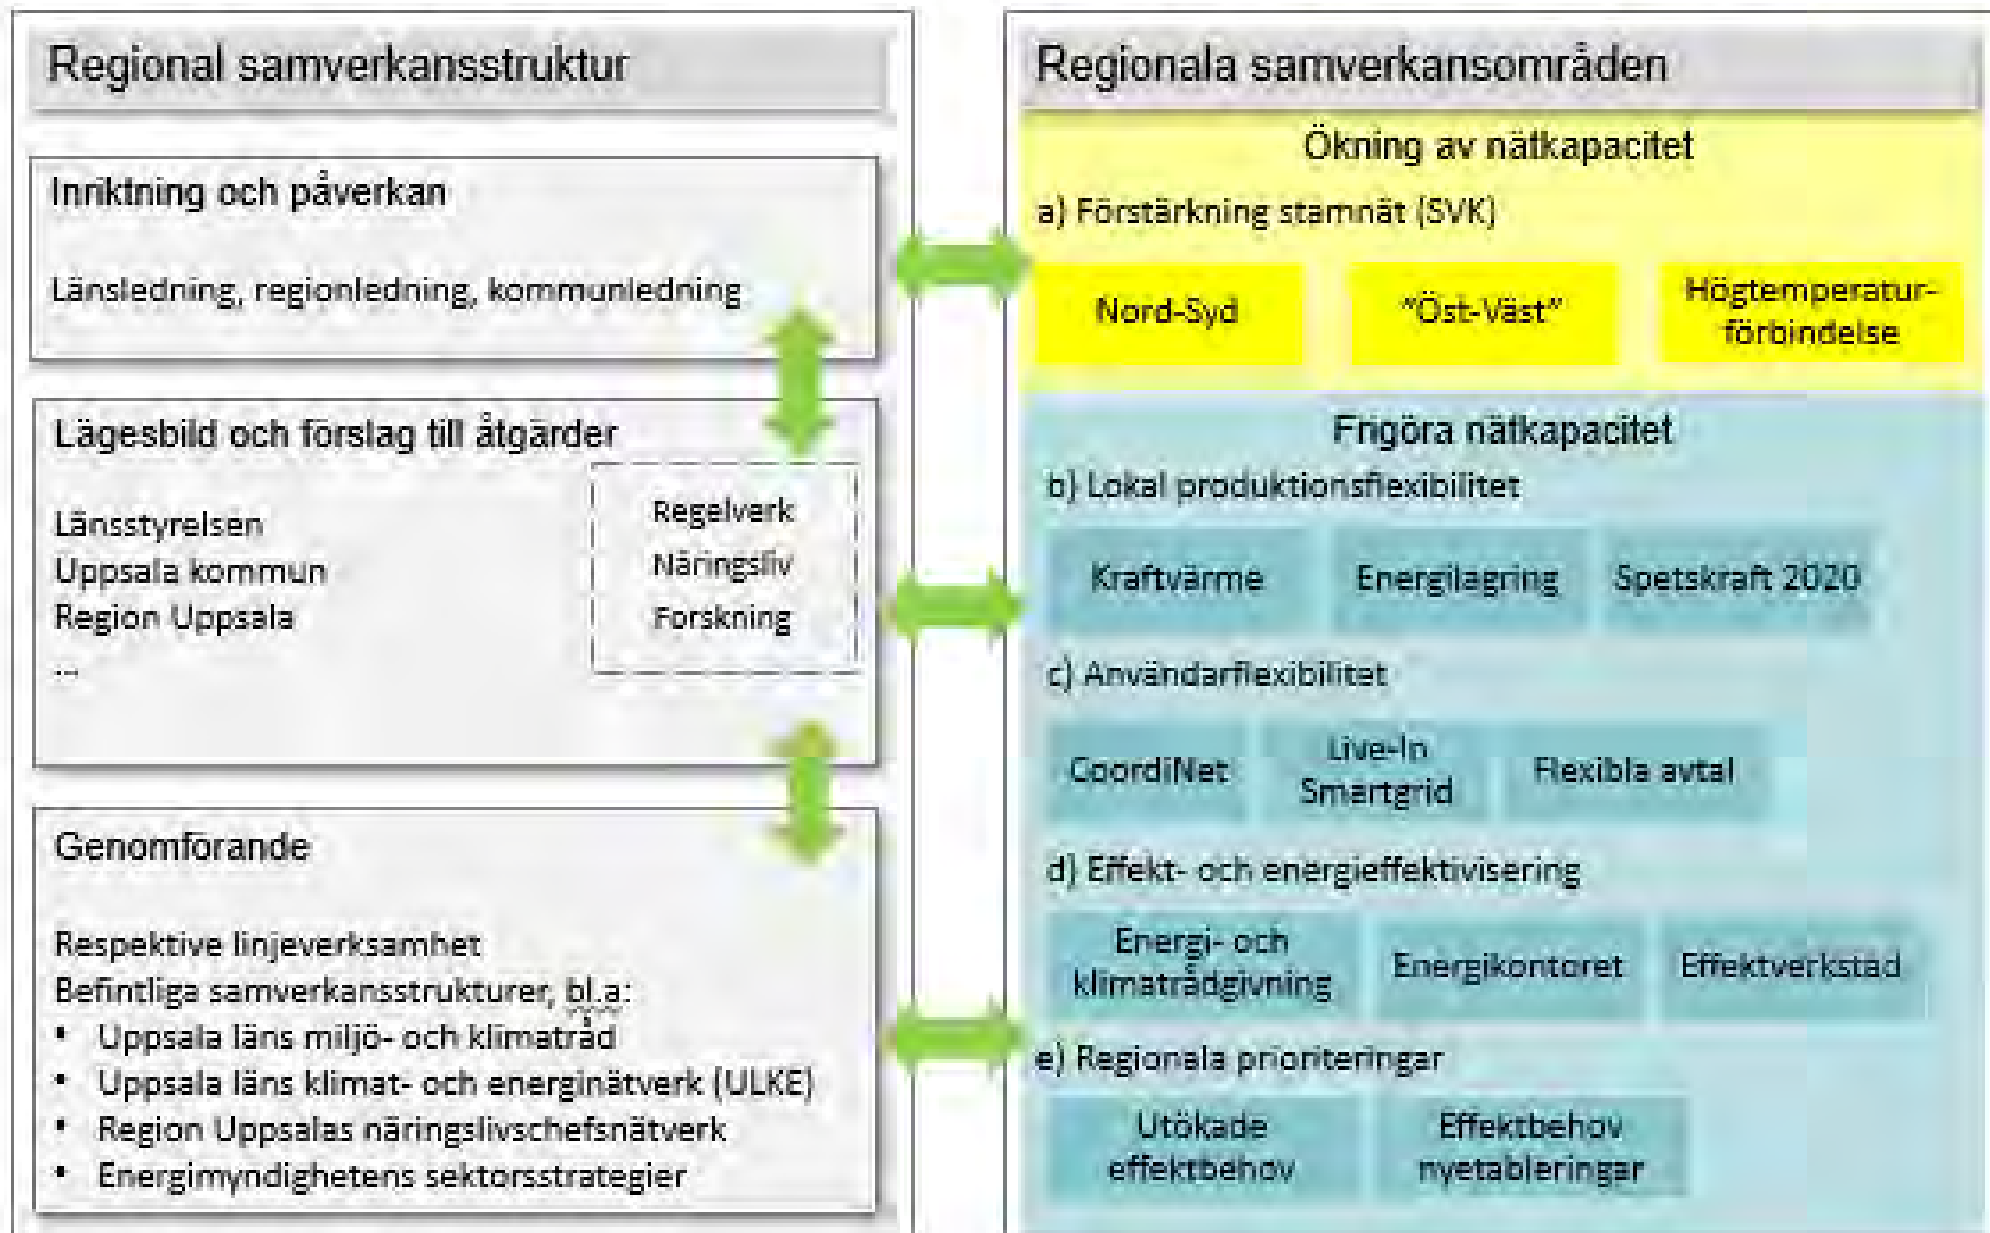 Regional samverkansstruktur
Inriktning och påverkan
Länsledning, regionledning, kommunledning
Lägesbild och förslag till åtgärder
Länsstyrelsen
Uppsala kommun
Region Uppsala
...
Regelverk
Näringsliv
Forskning
Genomförande
Respektive linjeverksamhet
Befintliga samverkansstrukturer, bl.a:
• Uppsala läns miljö- och klimatråd
• Uppsala läns klimat- och energinätverk (ULKE)
• Region Uppsalas näringslivschefsnätverk
• Energimyndighetens sektorsstrategier
Regionala samverkansområden
Ökning av nätkapacitet
a) Förstärkning stamnät (SVK)
Nord-Syd
"Öst-Väst"
Högtemperatur-
förbindelse
Frigöra nätkapacitet
b) Lokal produktionsflexibilitet
Kraftvärme
Energilagring
Spetskraft 2020
c) Användarflexibilitet
CoordiNet
Live-In
Smartgrid
Flexibla avtal
d) Effekt- och energieffektivisering
Energi- och
klimatrådgivning
Energikontoret
Effektverkstad
e) Regionala prioriteringar
Utökade
effektbehov
Effektbehov
nyetableringar